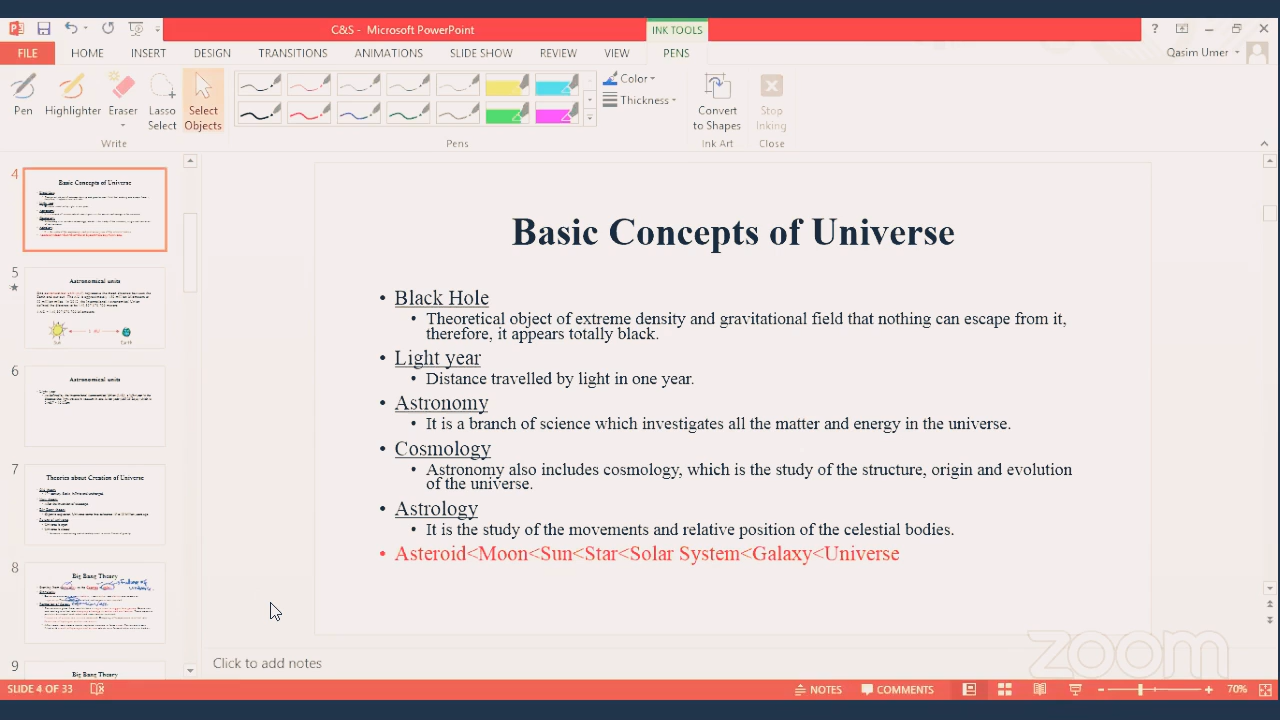 C&S - Microsoft PowerPoint
INK TOOLS
?
FILE HOME INSERT DESIGN TRANSITIONS ANIMATIONS SLIDE SHOW REVIEW VIEW PENS
Qasim Umer
Pen Highlighter Eraser Lasso Select Select Objects
Color
Thickness
Convert to Shapes
Stop Inking
Write Pens Ink Art Close
4
Basic Concepts of Universe
5
Astronomical units
Sun Earth
6
Astronomical units
7
Theories about Creation of Universe
8
Big Bang Theory
9
Big Bang Theory
Basic Concepts of Universe
• Black Hole
• Theoretical object of extreme density and gravitational field that nothing can escape from it,
therefore, it appears totally black.
• Light year
• Distance travelled by light in one year.
• Astronomy
• It is a branch of science which investigates all the matter and energy in the universe.
• Cosmology
• Astronomy also includes cosmology, which is the study of the structure, origin and evolution
of the universe.
• Astrology
• It is the study of the movements and relative position of the celestial bodies.
• Asteroid<Moon<Sun<Star<Solar System<Galaxy<Universe
zoom
Click to add notes
SLIDE 4 OF 33 NOTES COMMENTS 70%